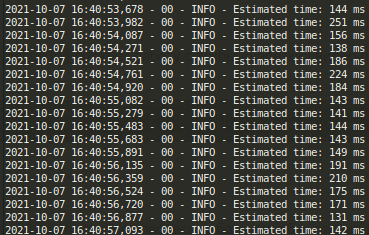 2021-10-07 16:40:53,678 - 00 - INFO - Estimated time: 144 ms
2021-10-07 16:40:53,982 - 00 - INFO - Estimated time: 251 ms
2021-10-07 16:40:54,087 - 00 - INFO - Estimated time: 156 ms
2021-10-07 16:40:54,271 - 00 - INFO - Estimated time: 138 ms
2021-10-07 16:40:54,521 - 00 - INFO - Estimated time: 186 ms
2021-10-07 16:40:54,761 - 00 - INFO - Estimated time: 224 ms
2021-10-07 16:40:54,920 - 00 - INFO - Estimated time: 184 ms
2021-10-07 16:40:55,082 - 00 - INFO - Estimated time: 143 ms
2021-10-07 16:40:55,279 - 00 - INFO - Estimated time: 141 ms
2021-10-07 16:40:55,483 - 00 - INFO - Estimated time: 144 ms
2021-10-07 16:40:55,683 - 00 - INFO - Estimated time: 143 ms
2021-10-07 16:40:55,891 - 00 - INFO - Estimated time: 149 ms
2021-10-07 16:40:56,135 - 00 - INFO - Estimated time: 191 ms
2021-10-07 16:40:56,359 - 00 - INFO - Estimated time: 210 ms
2021-10-07 16:40:56,524 - 00 - INFO - Estimated time: 175 ms
2021-10-07 16:40:56,720 - 00 - INFO - Estimated time: 171 ms
2021-10-07 16:40:56,877 - 00 - INFO - Estimated time: 131 ms
2021-10-07 16:40:57,093 - 00 - INFO - Estimated time: 142 ms